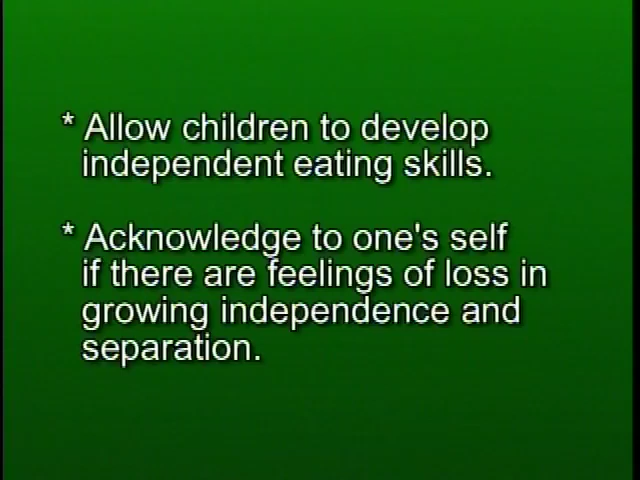 * Allow children to develop
independent eating skills.
* Acknowledge to one's self
if there are feelings of loss in
growing independence and
separation.